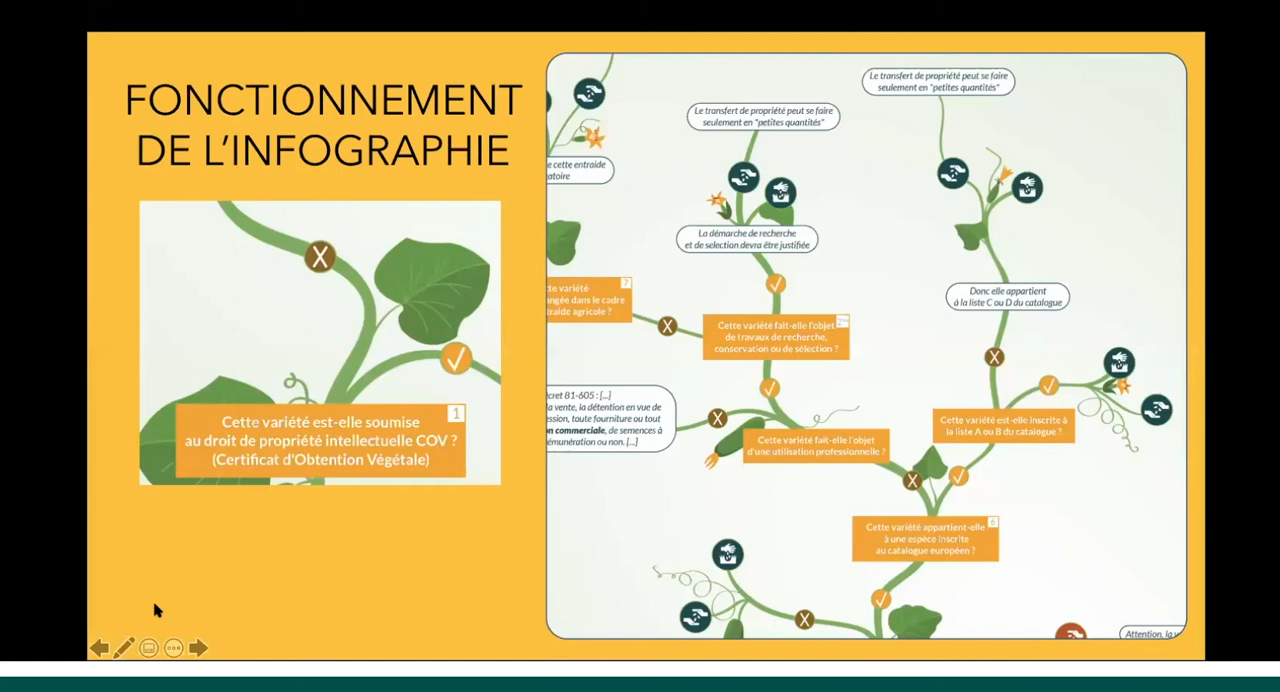 FONCTIONNEMENT
DE L'INFOGRAPHIE
X
Cette variété est-elle soumise
au droit de propriété intellectuelle COV ?
(Certificat d'Obtention Végétale)
1
Le transfert de propriété peut se faire
seulement en "petites quantités"
Le transfert de propriété peut se faire
seulement en "petites quantités"
e cette entraide
atoire
La démarche de recherche
et de selection devra être justifiée
Donc elle appartient
à la liste C ou D du catalogue
7
te variété
ngée dans le cadre
traide agricole ?
X
Cette variété fait-elle l'objet
de travaux de recherche,
conservation ou de sélection ?
X
cret 81-605 : [...]
la vente, la détention en vue de
ession, toute fourniture ou tout
on commerciale, de semences à
émunération ou non. [...]
X
Cette variété fait-elle l'objet
d'une utilisation professionnelle ?
Cette variété est-elle inscrite à
la liste A ou B du catalogue ?
X
Cette variété appartient-elle
à une espèce inscrite
au catalogue européen ?
6
X
Attention, la